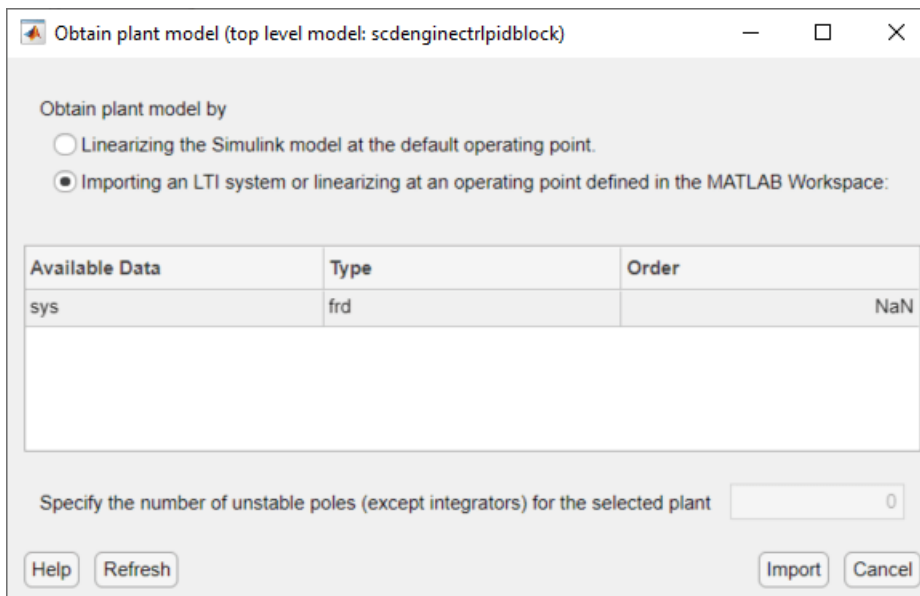 Obtain plant model (top level model: scdenginectrlpidblock)
Obtain plant model by
Linearizing the Simulink model at the default operating point.
Importing an LTI system or linearizing at an operating point defined in the MATLAB Workspace:
Available Data Type Order
sys frd NaN
Specify the number of unstable poles (except integrators) for the selected plant 0
Help Refresh Import Cancel